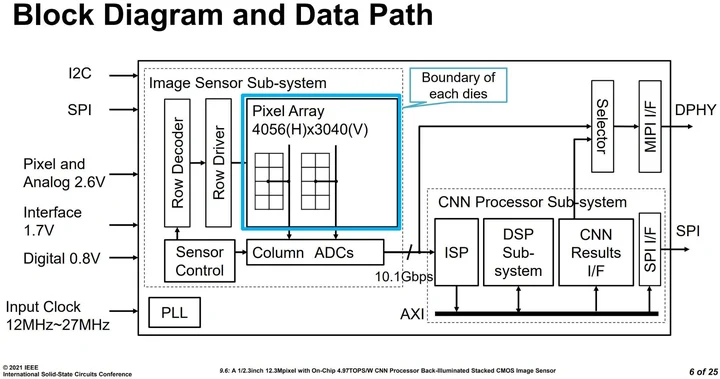 Block Diagram and Data Path
I2C
SPI
Pixel and
Analog 2.6V
Interface
1.7V
Digital 0.8V
Input Clock
12MHz~27MHz
Image Sensor Sub-system
Boundary of
each dies
Row Decoder
Row Driver
Pixel Array
4056(H)x3040(V)
Sensor
Control
Column ADCs
10.1Gbps
PLL
Selector
MIPI I/F
DPHY
CNN Processor Sub-system
ISP
DSP
Sub-
system
CNN
Results
I/F
SPI I/F
SPI
AXI
© 2021 IEEE
International Solid-State Circuits Conference
9.6: A 1/2.3inch 12.3Mpixel with On-Chip 4.97TOPS/W CNN Processor Back-Illuminated Stacked CMOS Image Sensor
6 of 25